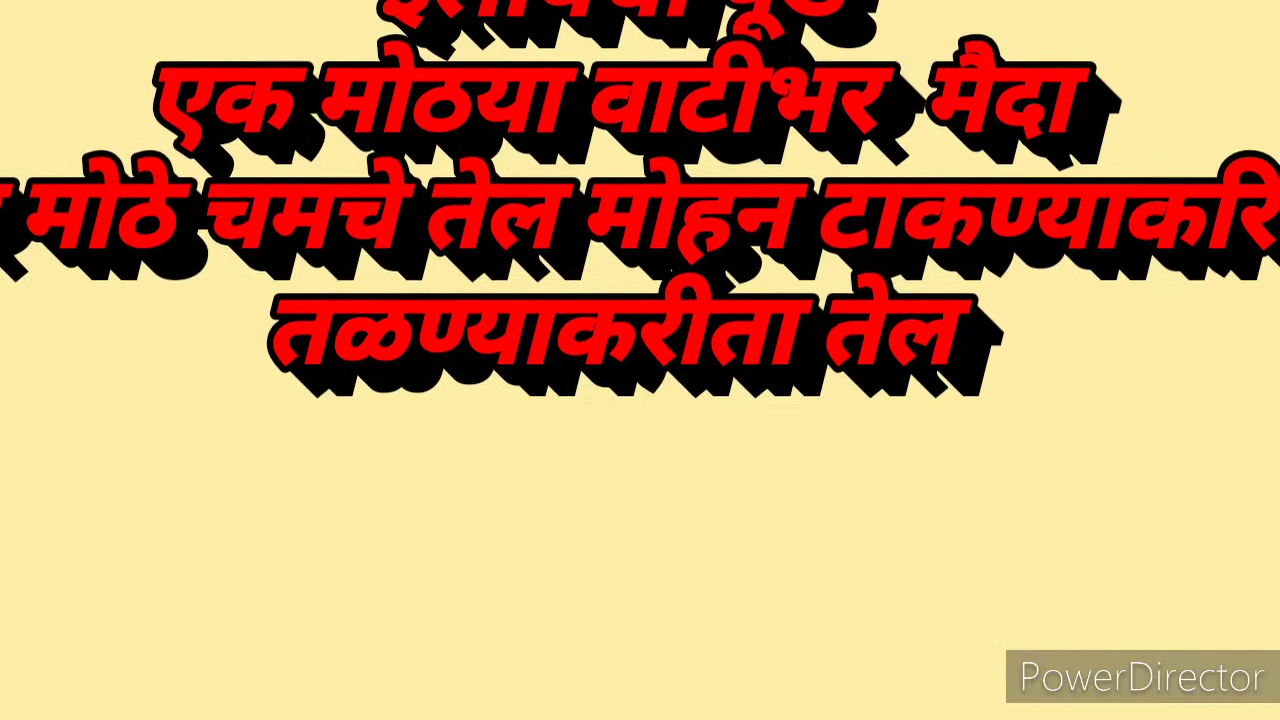 एक मोठया वाटीभर मैदा
मोठे चमचे तेल मोहन टाकण्याकरि
तळण्याकरीता तेल
PowerDirector